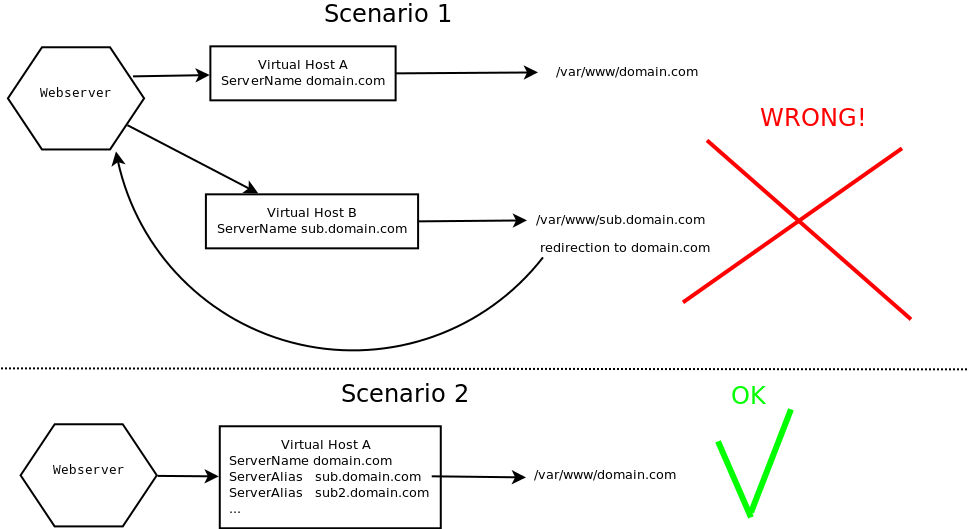 Scenario 1
Webserver
Virtual Host A
ServerName domain.com
/var/www/domain.com
WRONG!
Virtual Host B
ServerName sub.domain.com
/var/www/sub.domain.com
redirection to domain.com
Scenario 2
OK
Webserver
Virtual Host A
ServerName domain.com
ServerAlias sub.domain.com
ServerAlias sub2.domain.com
...
/var/www/domain.com